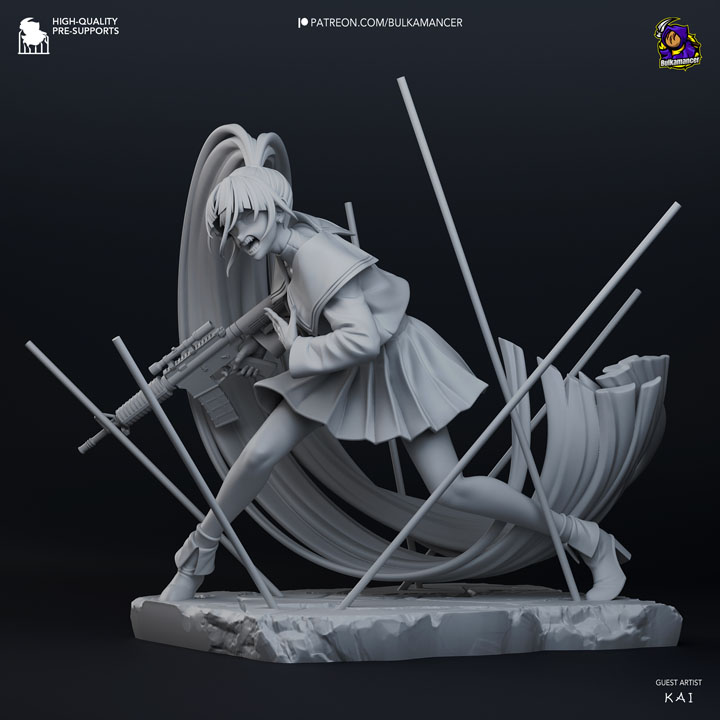 HIGH-QUALITY
PRE-SUPPORTS
PATREON.COM/BULKAMANCER
Bulkamancer
GUEST ARTIST
KAI